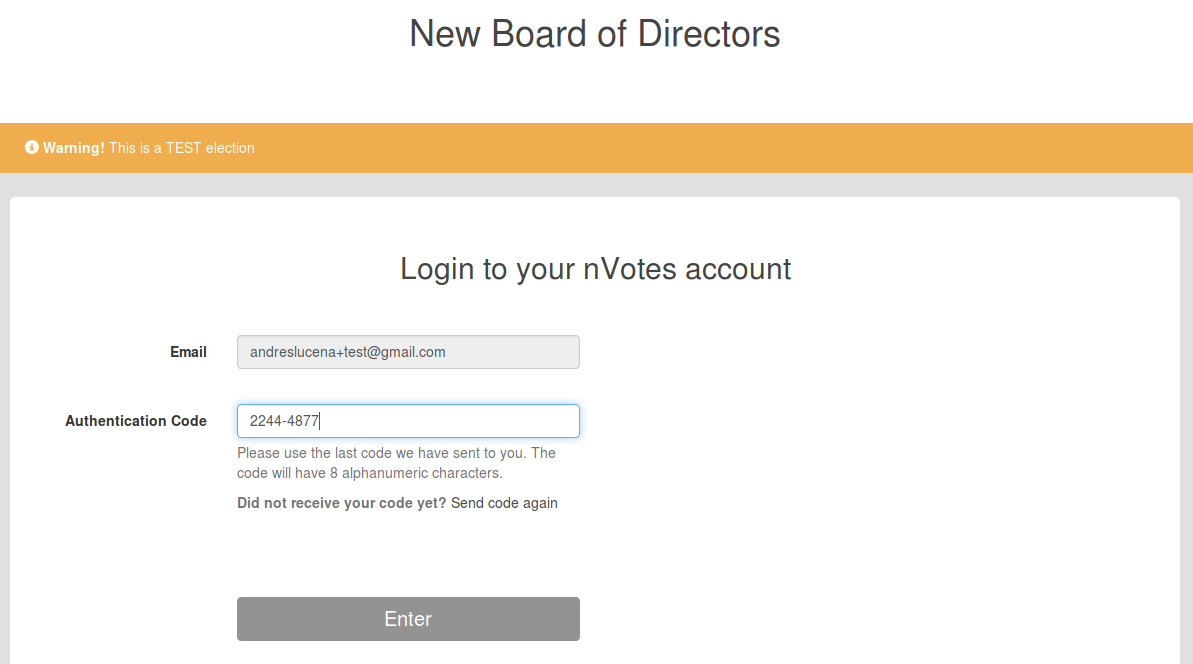 New Board of Directors
Warning! This is a TEST election
Login to your nVotes account
Email
andreslucena+test@gmail.com
Authentication Code
2244-4877
Please use the last code we have sent to you. The
code will have 8 alphanumeric characters.
Did not receive your code yet? Send code again
Enter